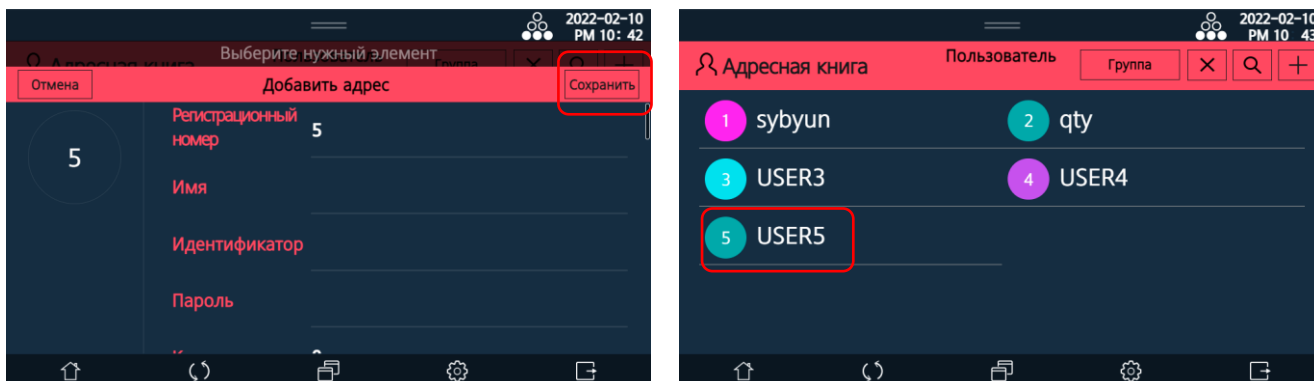 2022-02-10
PM 10: 42
Выберите нужный элемент
Отмена
Добавить адрес
Сохранить
Регистрационный
номер
5
5
Имя
Идентификатор
Пароль
2022-02-10
PM 10 43
Адресная книга
Пользователь
Группа
1 sybyun
2 qty
3 USER3
4 USER4
5 USER5